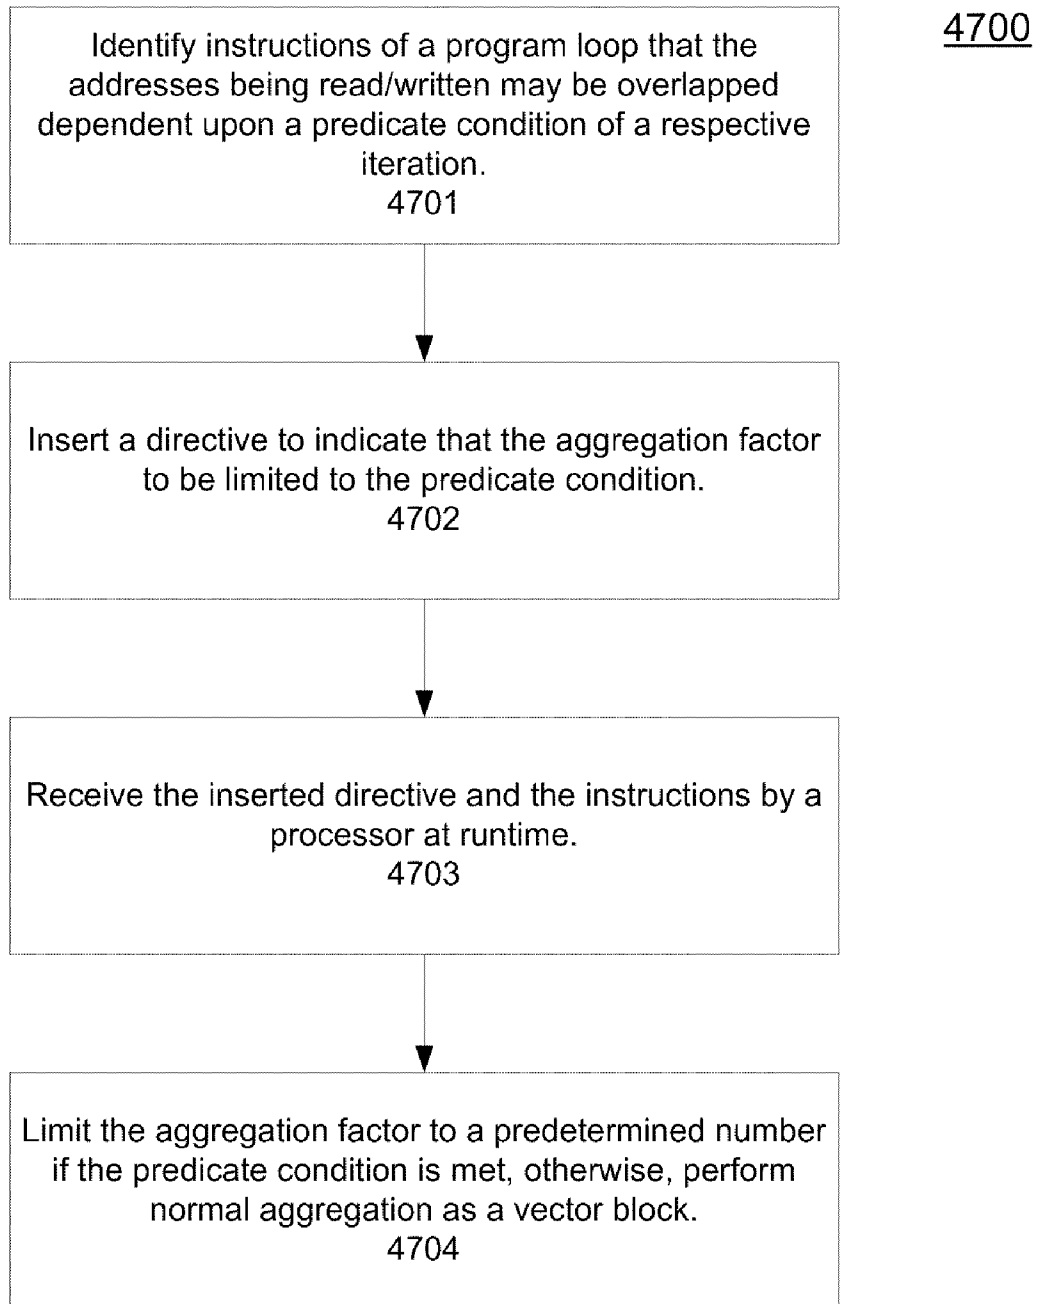 4700
Identify instructions of a program loop that the
addresses being read/written may be overlapped
dependent upon a predicate condition of a respective
iteration.
4701
Insert a directive to indicate that the aggregation factor
to be limited to the predicate condition.
4702
Receive the inserted directive and the instructions by a
processor at runtime.
4703
Limit the aggregation factor to a predetermined number
if the predicate condition is met, otherwise, perform
normal aggregation as a vector block.
4704